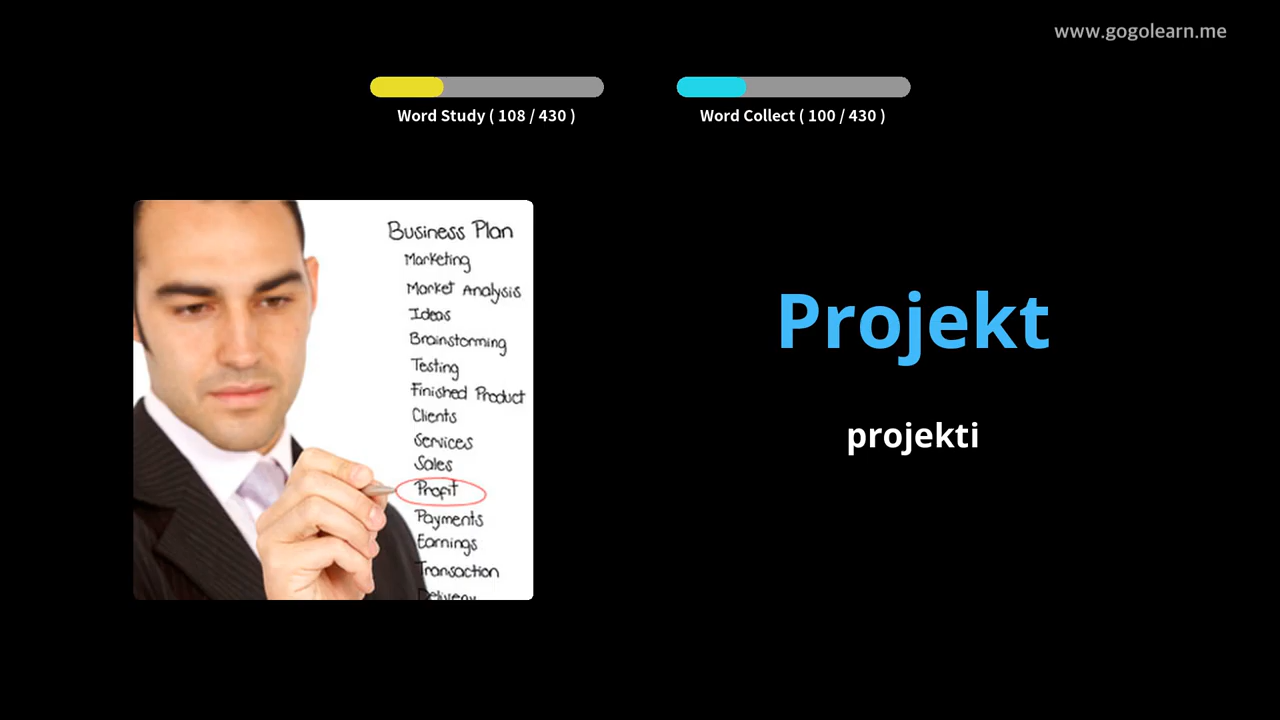 www.gogolearn.me
Word Study ( 108 / 430 )
Word Collect ( 100 / 430 )
Business Plan
Marketing
Market Analysis
Ideas
Brainstorming
Testing
Finished Product
Clients
Services
Sales
Profit
Payments
Earnings
Transaction
Delivery
Projekt
projekti